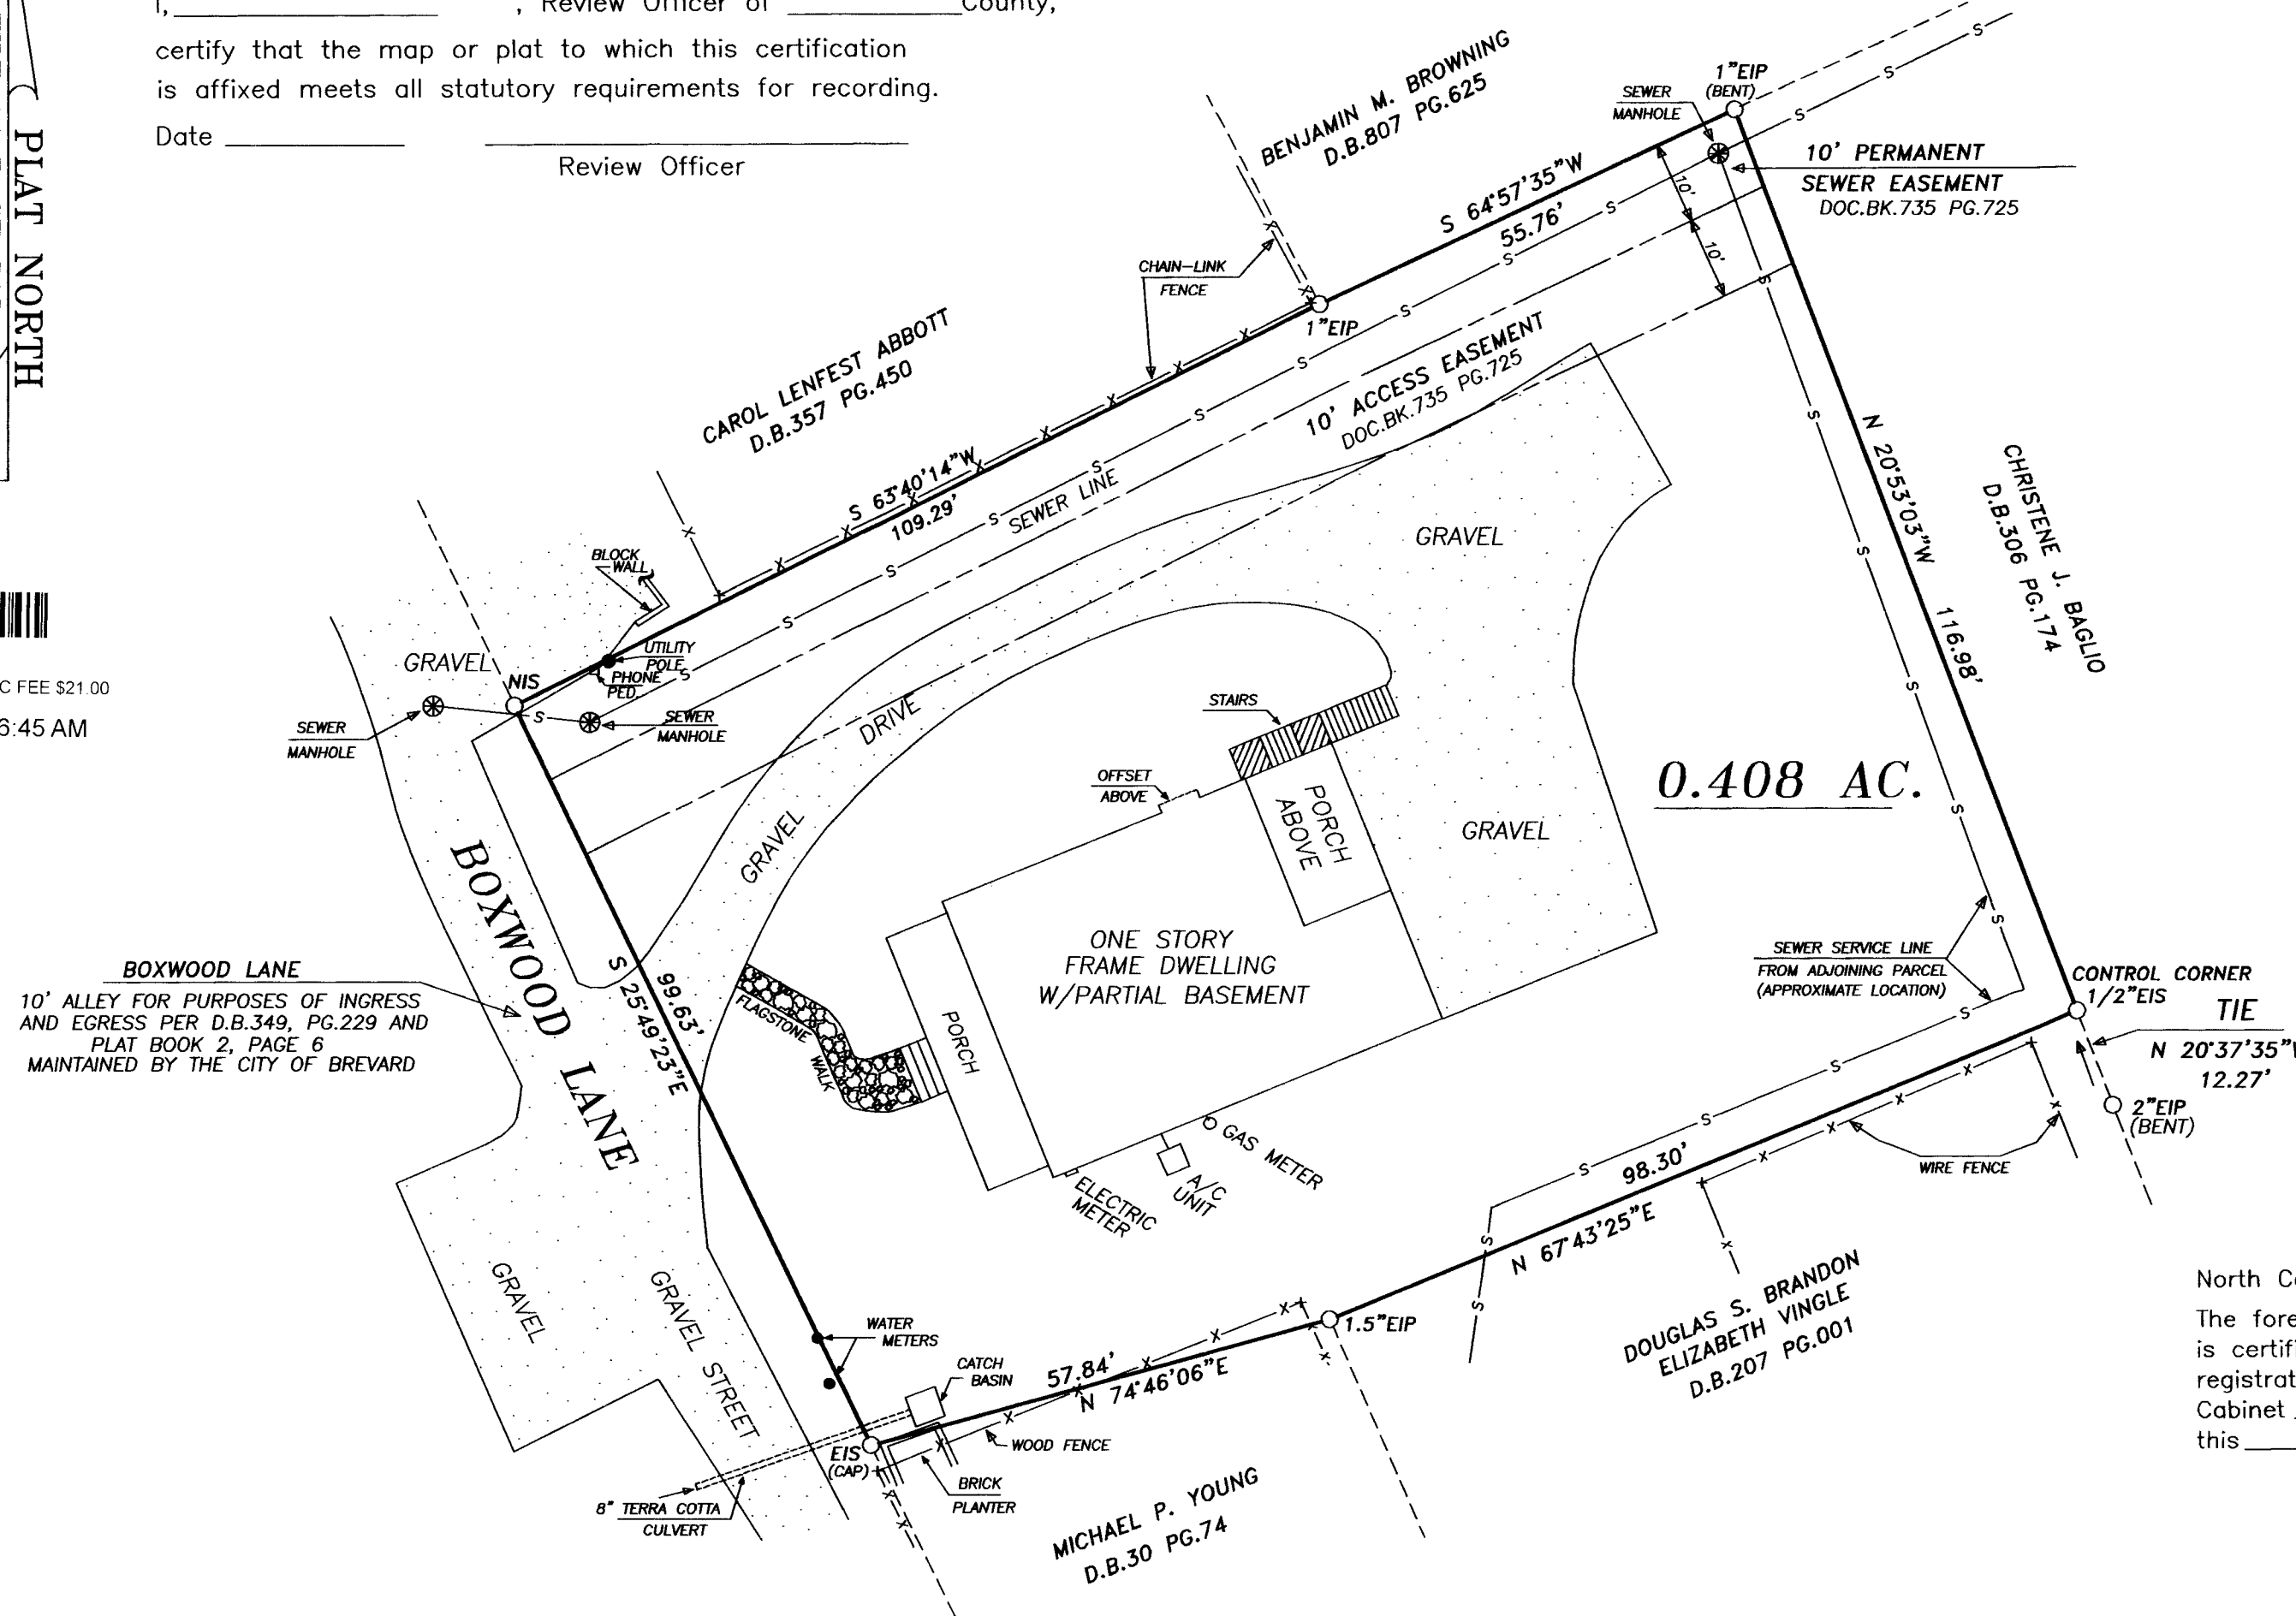 I,__________ , Review Officer of __________County,
certify that the map or plat to which this certification
is affixed meets all statutory requirements for recording.
Date __________
Review Officer
PLAT NORTH
C FEE $21.00
6:45 AM
BENJAMIN M. BROWNING
D.B.807 PG.625
1"EIP
(BENT)
SEWER
MANHOLE
10' PERMANENT
SEWER EASEMENT
DOC.BK.735 PG.725
S 64°57'35"W
55.76'
10'
10'
CHAIN-LINK
FENCE
1"EIP
CAROL LENFEST ABBOTT
D.B.357 PG.450
10' ACCESS EASEMENT
DOC.BK.735 PG.725
S 63°40'14"W
109.29'
SEWER LINE
N 20°53'03"W 116.98'
CHRISTENE J. BAGLIO
D.B.306 PG.174
GRAVEL
BLOCK
WALL
UTILITY
POLE
PHONE
PED.
GRAVEL
NIS
SEWER
MANHOLE
SEWER
MANHOLE
GRAVEL DRIVE
STAIRS
OFFSET
ABOVE
PORCH
ABOVE
0.408 AC.
GRAVEL
BOXWOOD LANE
BOXWOOD LANE
10' ALLEY FOR PURPOSES OF INGRESS
AND EGRESS PER D.B.349, PG.229 AND
PLAT BOOK 2, PAGE 6
MAINTAINED BY THE CITY OF BREVARD
99.63'
S 25°49'23"E
FLAGSTONE
WALK
PORCH
ONE STORY
FRAME DWELLING
W/PARTIAL BASEMENT
SEWER SERVICE LINE
FROM ADJOINING PARCEL
(APPROXIMATE LOCATION)
CONTROL CORNER
1/2"EIS
TIE
N 20°37'35"W
12.27'
2"EIP
(BENT)
WIRE FENCE
GAS METER
A/C
UNIT
ELECTRIC
METER
98.30'
N 67°43'25"E
GRAVEL
GRAVEL STREET
WATER
METERS
CATCH
BASIN
57.84'
N 74°46'06"E
1.5"EIP
DOUGLAS S. BRANDON
ELIZABETH VINGLE
D.B.207 PG.001
EIS
(CAP)
WOOD FENCE
BRICK
PLANTER
8" TERRA COTTA
CULVERT
MICHAEL P. YOUNG
D.B.30 PG.74
North C
The fore
is certif
registrat
Cabinet
this